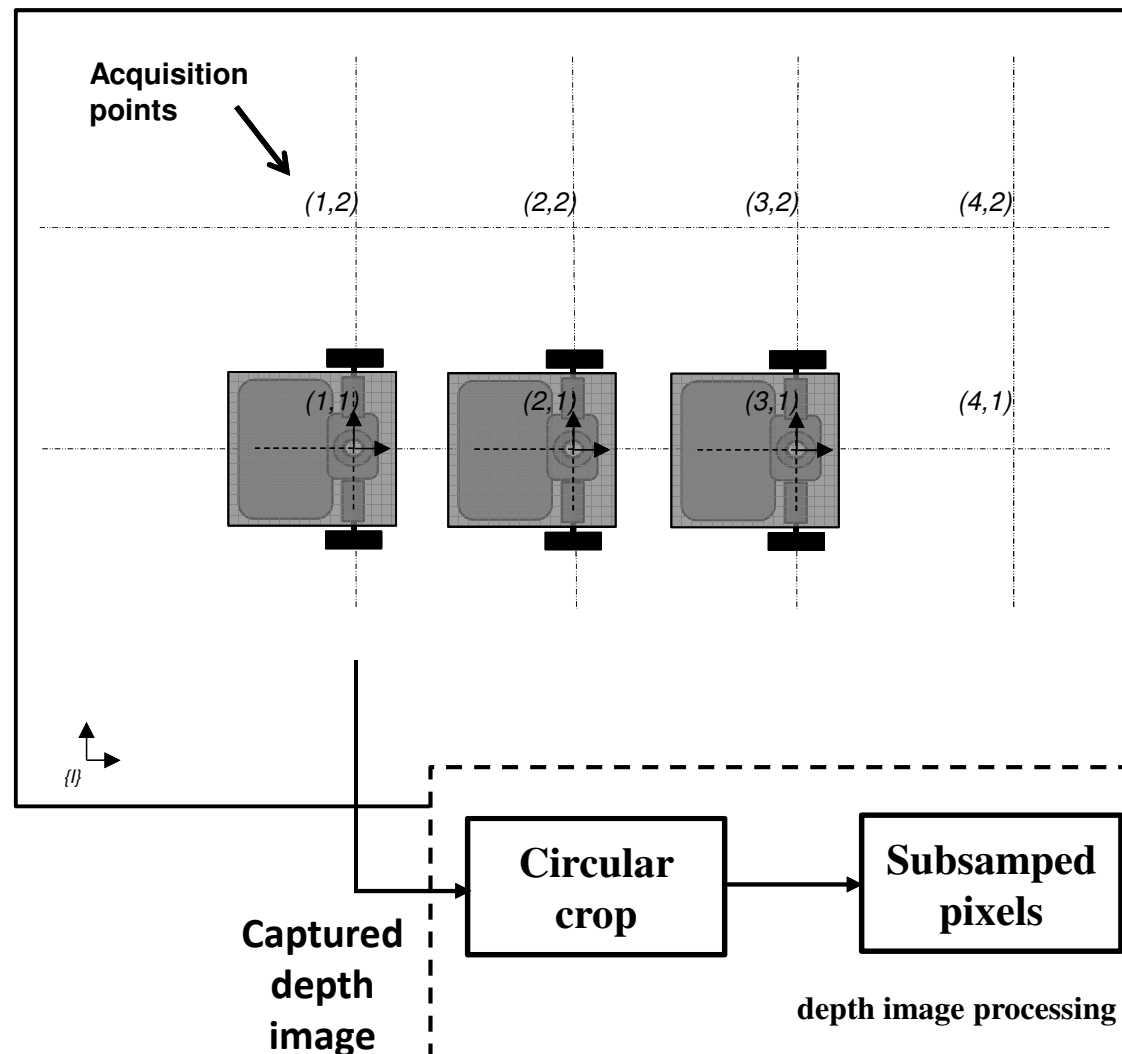 Acquisition
points
(1,2) (2,2) (3,2) (4,2)
(1,1) (2,1) (3,1) (4,1)
{I}
Circular
crop
Subsamped
pixels
Captured
depth
image
depth image processing